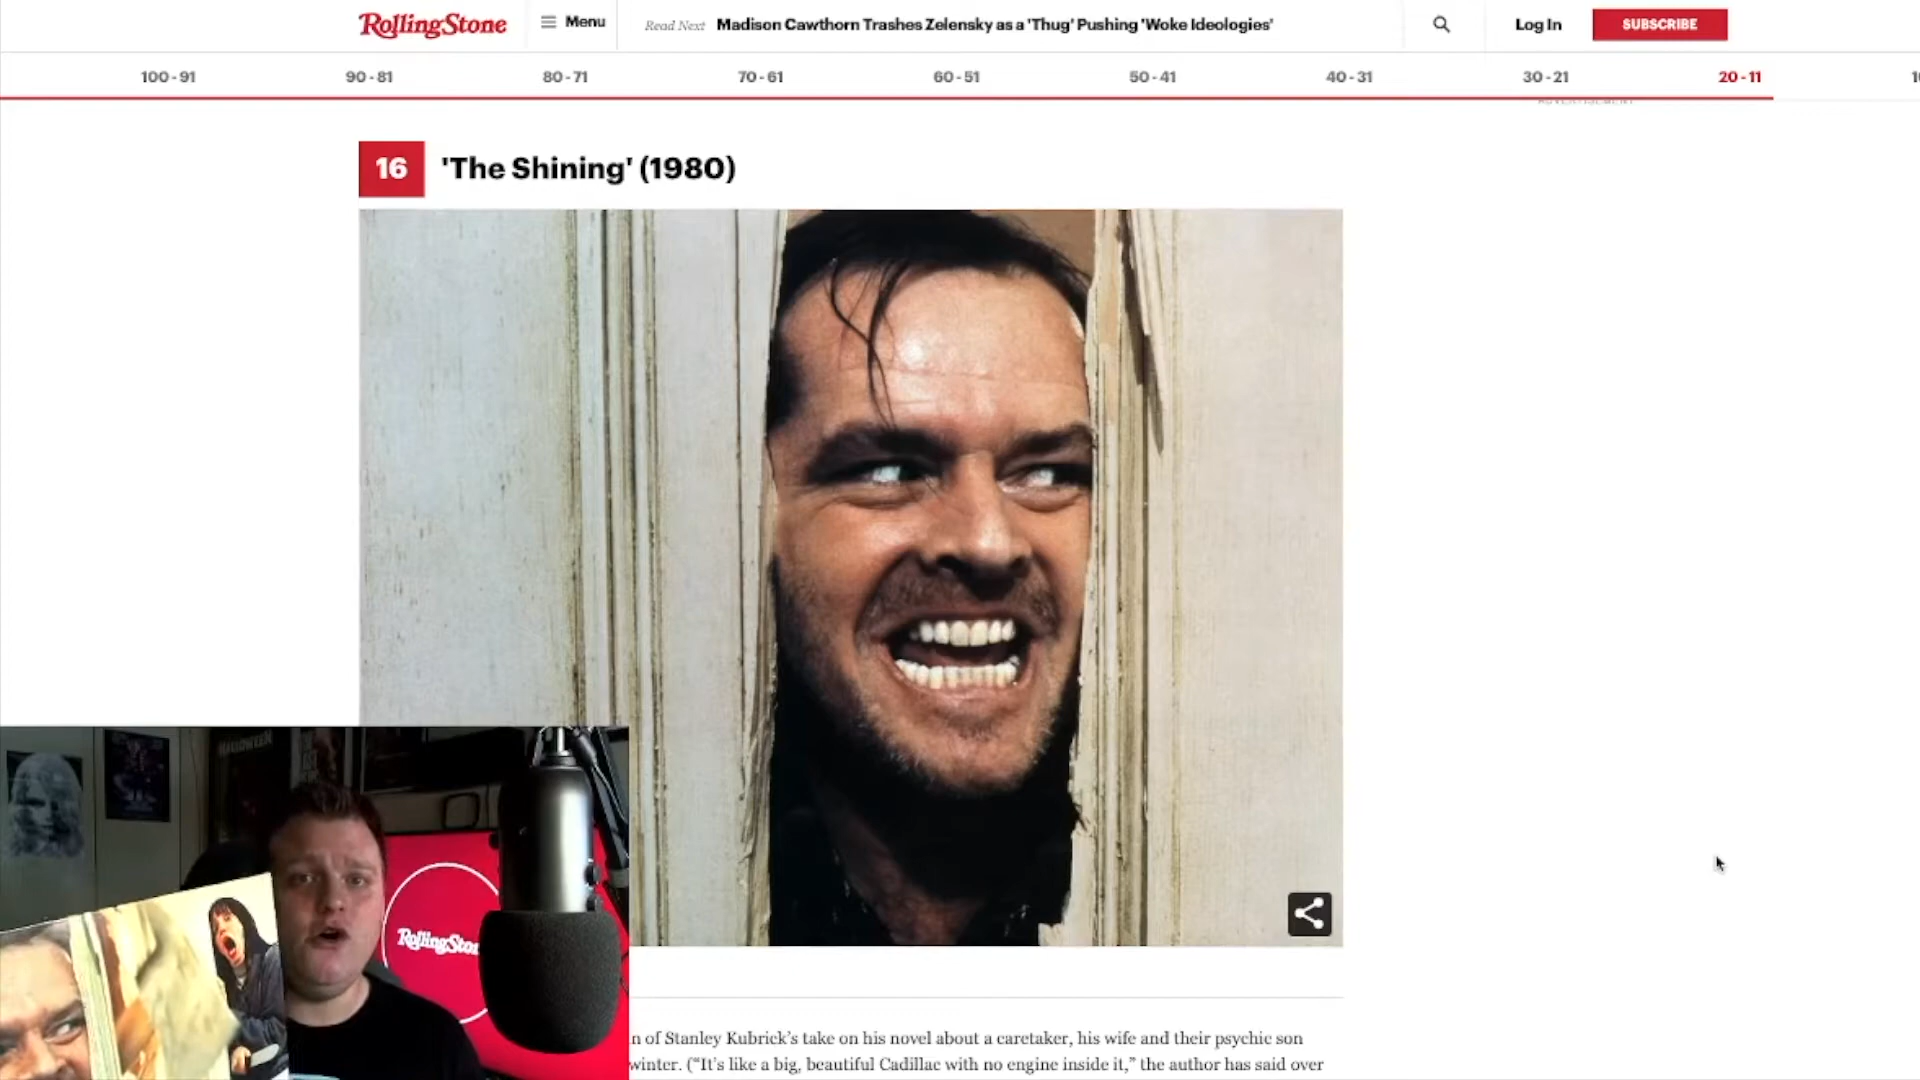 RollingStone Menu Read Next Madison Cawthorn Trashes Zelensky as a 'Thug' Pushing 'Woke Ideologies' Log In SUBSCRIBE
100-91 90-81 80-71 70-61 60-51 50-41 40-31 30-21 20-11
ADVERTISEMENT
16 'The Shining' (1980)
HALLOWEEN
RollingSto
n of Stanley Kubrick's take on his novel about a caretaker, his wife and their psychic son
winter. (“It's like a big, beautiful Cadillac with no engine inside it,” the author has said over